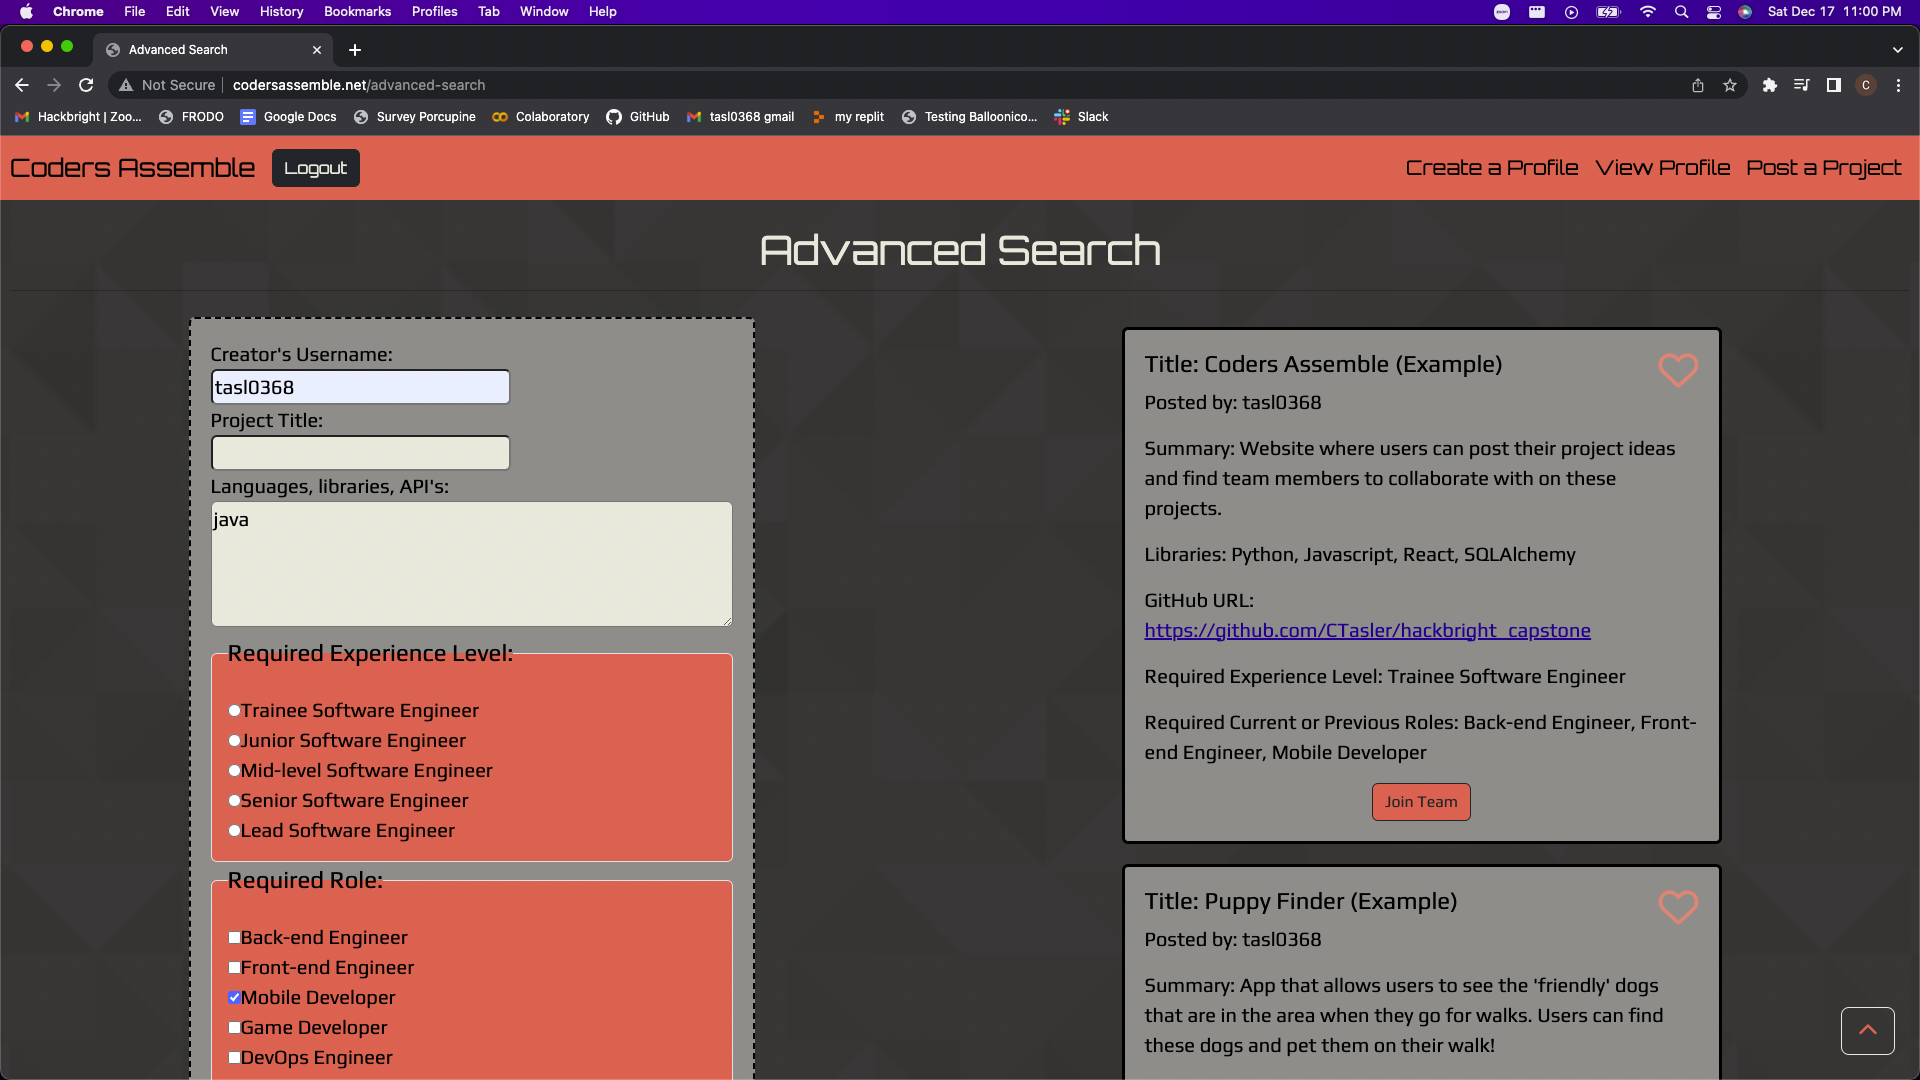 Chrome File Edit View History Bookmarks Profiles Tab Window Help
zoom
Sat Dec 17 11:00 PM
Advanced Search
Not Secure codersassemble.net/advanced-search
C
Hackbright | Zoo... FRODO Google Docs Survey Porcupine Colaboratory GitHub tasl0368 gmail my replit Testing Balloonico... Slack
Coders Assemble Logout Create a Profile View Profile Post a Project
Advanced Search
Creator's Username:
tasl0368
Project Title:
Languages, libraries, API's:
java
Required Experience Level:
Trainee Software Engineer
Junior Software Engineer
Mid-level Software Engineer
Senior Software Engineer
Lead Software Engineer
Required Role:
Back-end Engineer
Front-end Engineer
Mobile Developer
Game Developer
DevOps Engineer
Title: Coders Assemble (Example)
Posted by: tasl0368
Summary: Website where users can post their project ideas
and find team members to collaborate with on these
projects.
Libraries: Python, Javascript, React, SQLAlchemy
GitHub URL:
https://github.com/CTasler/hackbright_capstone
Required Experience Level: Trainee Software Engineer
Required Current or Previous Roles: Back-end Engineer, Front-
end Engineer, Mobile Developer
Join Team
Title: Puppy Finder (Example)
Posted by: tasl0368
Summary: App that allows users to see the 'friendly' dogs
that are in the area when they go for walks. Users can find
these dogs and pet them on their walk!